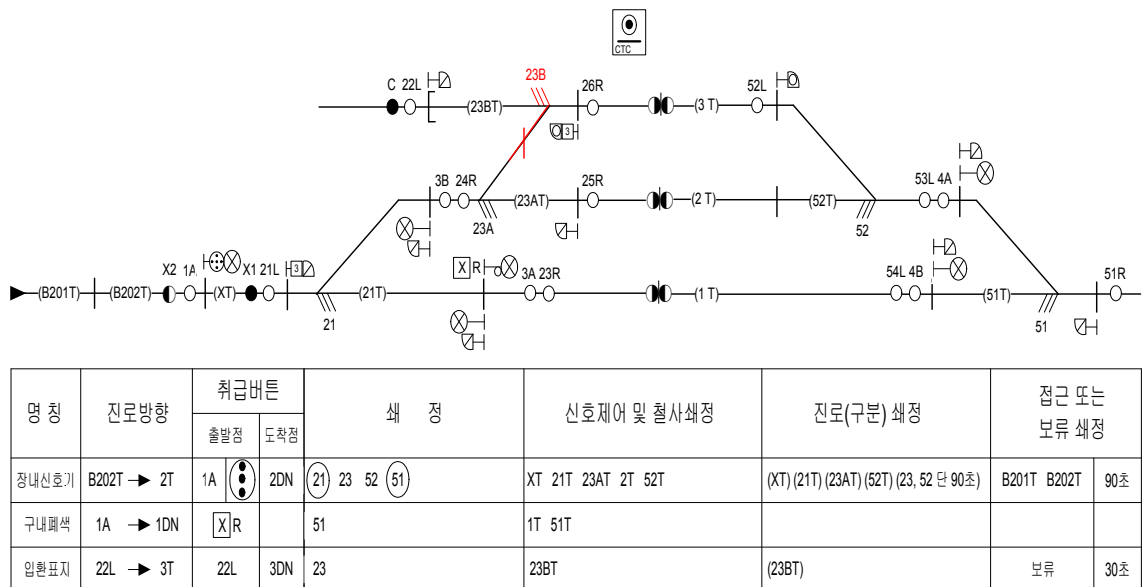 CTC
23B
C 22L
26R
52L
(23BT)
(3 T)
3
3B 24R
25R
53L 4A
(23AT)
(2 T)
(52T)
23A
52
X2 1A X1 21L
3
X R
3A 23R
54L 4B
51R
(B201T) (B202T) (XT)
(21T)
(1 T)
(51T)
21
51
명 칭 진로방향 취급버튼 쇄 정 신호제어 및 철사쇄정 진로(구분) 쇄정 접근 또는
보류 쇄정
출발점 도착점
장내신호기 B202T → 2T 1A 2DN 21 23 52 51 XT 21T 23AT 2T 52T (XT) (21T) (23AT) (52T) (23, 52 단 90초) B201T B202T 90초
구내폐색 1A → 1DN X R 51 1T 51T
입환표지 22L → 3T 22L 3DN 23 23BT (23BT) 보류 30초